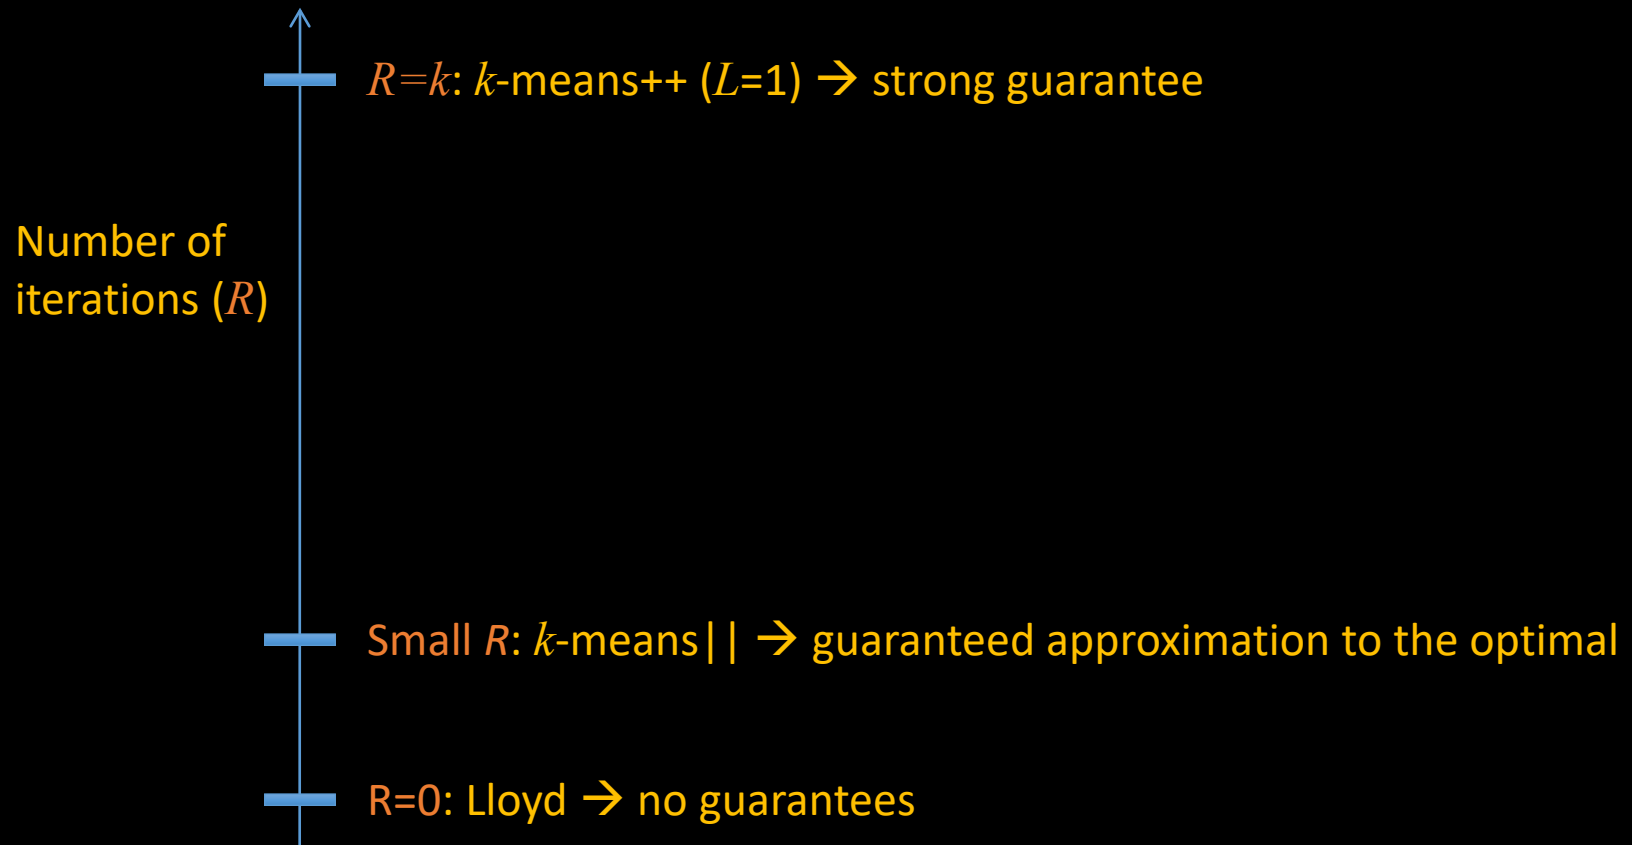 R=k: k-means++ (L=1) → strong guarantee
Number of
iterations (R)
Small R: k-means|| → guaranteed approximation to the optimal
R=0: Lloyd → no guarantees